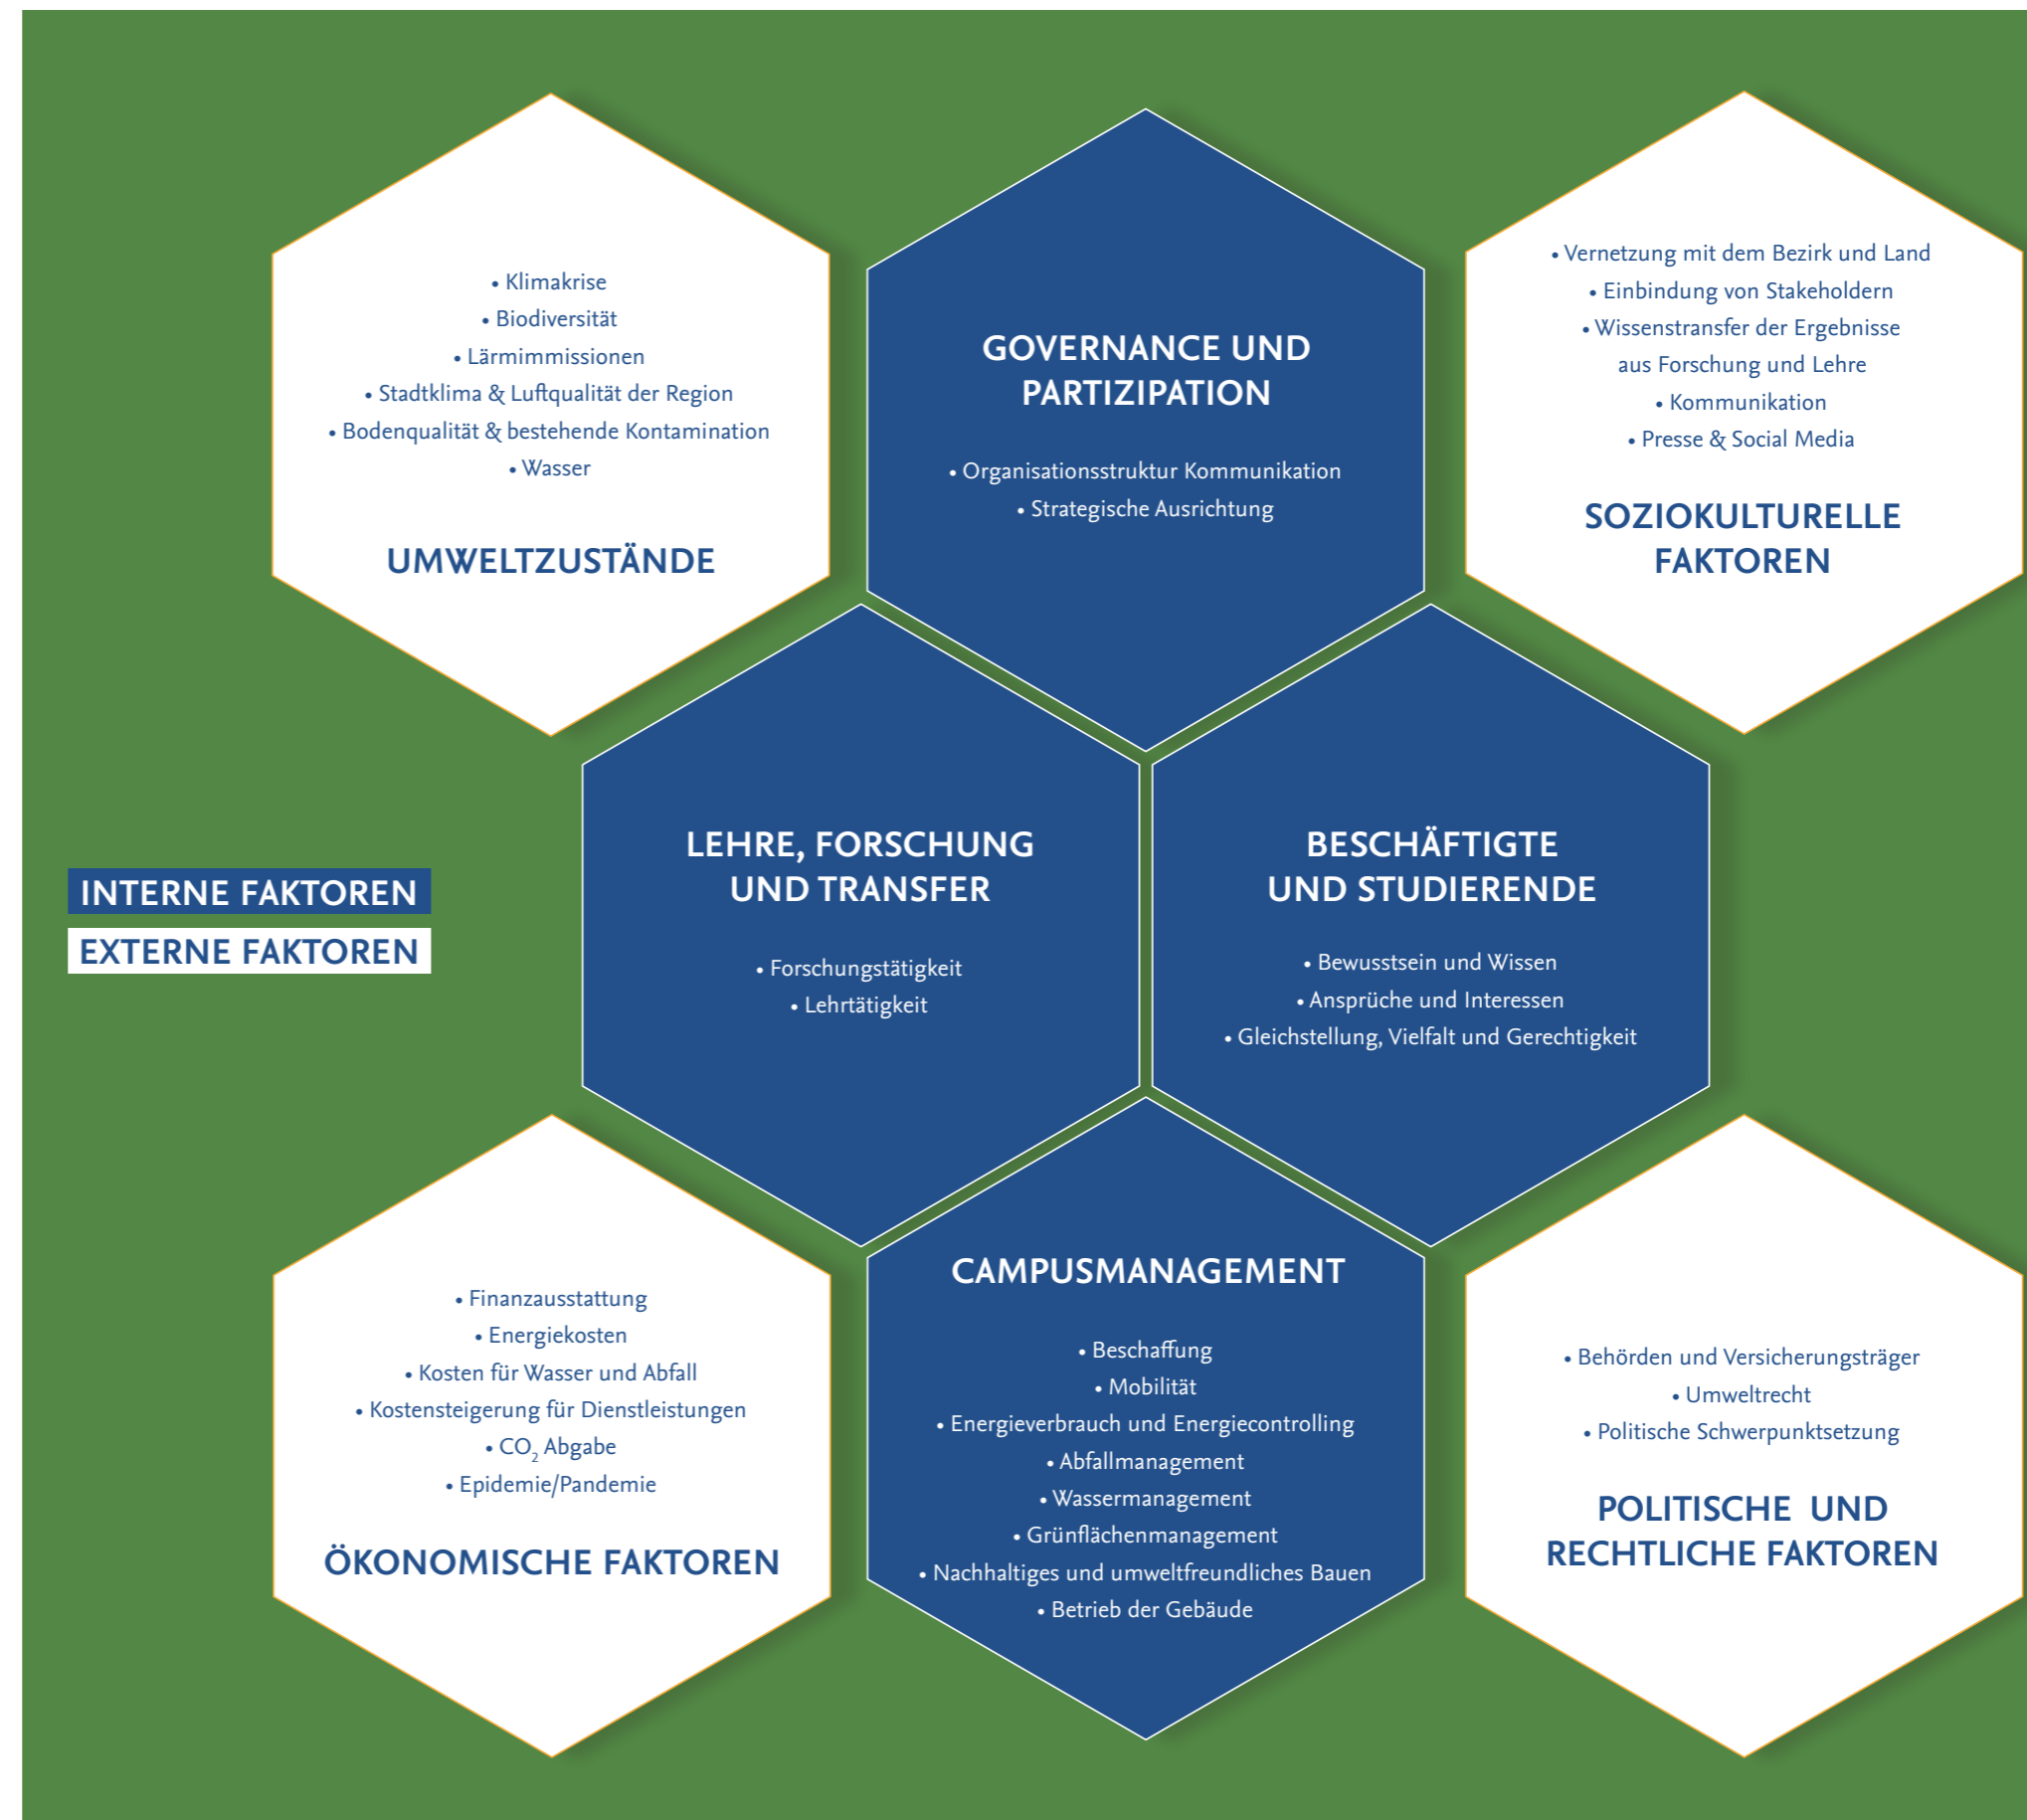 • Klimakrise
• Biodiversität
• Lärmimmissionen
• Stadtklima & Luftqualität der Region
• Bodenqualität & bestehende Kontamination
• Wasser
UMWELTZUSTÄNDE
GOVERNANCE UND
PARTIZIPATION
• Organisationsstruktur Kommunikation
• Strategische Ausrichtung
• Vernetzung mit dem Bezirk und Land
• Einbindung von Stakeholdern
• Wissenstransfer der Ergebnisse
aus Forschung und Lehre
• Kommunikation
• Presse & Social Media
SOZIOKULTURELLE
FAKTOREN
INTERNE FAKTOREN
EXTERNE FAKTOREN
LEHRE, FORSCHUNG
UND TRANSFER
• Forschungstätigkeit
• Lehrtätigkeit
BESCHÄFTIGTE
UND STUDIERENDE
• Bewusstsein und Wissen
• Ansprüche und Interessen
• Gleichstellung, Vielfalt und Gerechtigkeit
• Finanzausstattung
• Energiekosten
• Kosten für Wasser und Abfall
• Kostensteigerung für Dienstleistungen
• CO₂ Abgabe
• Epidemie/Pandemie
ÖKONOMISCHE FAKTOREN
CAMPUSMANAGEMENT
• Beschaffung
• Mobilität
• Energieverbrauch und Energiecontrolling
• Abfallmanagement
• Wassermanagement
• Grünflächenmanagement
• Nachhaltiges und umweltfreundliches Bauen
• Betrieb der Gebäude
• Behörden und Versicherungsträger
• Umweltrecht
• Politische Schwerpunktsetzung
POLITISCHE UND
RECHTLICHE FAKTOREN